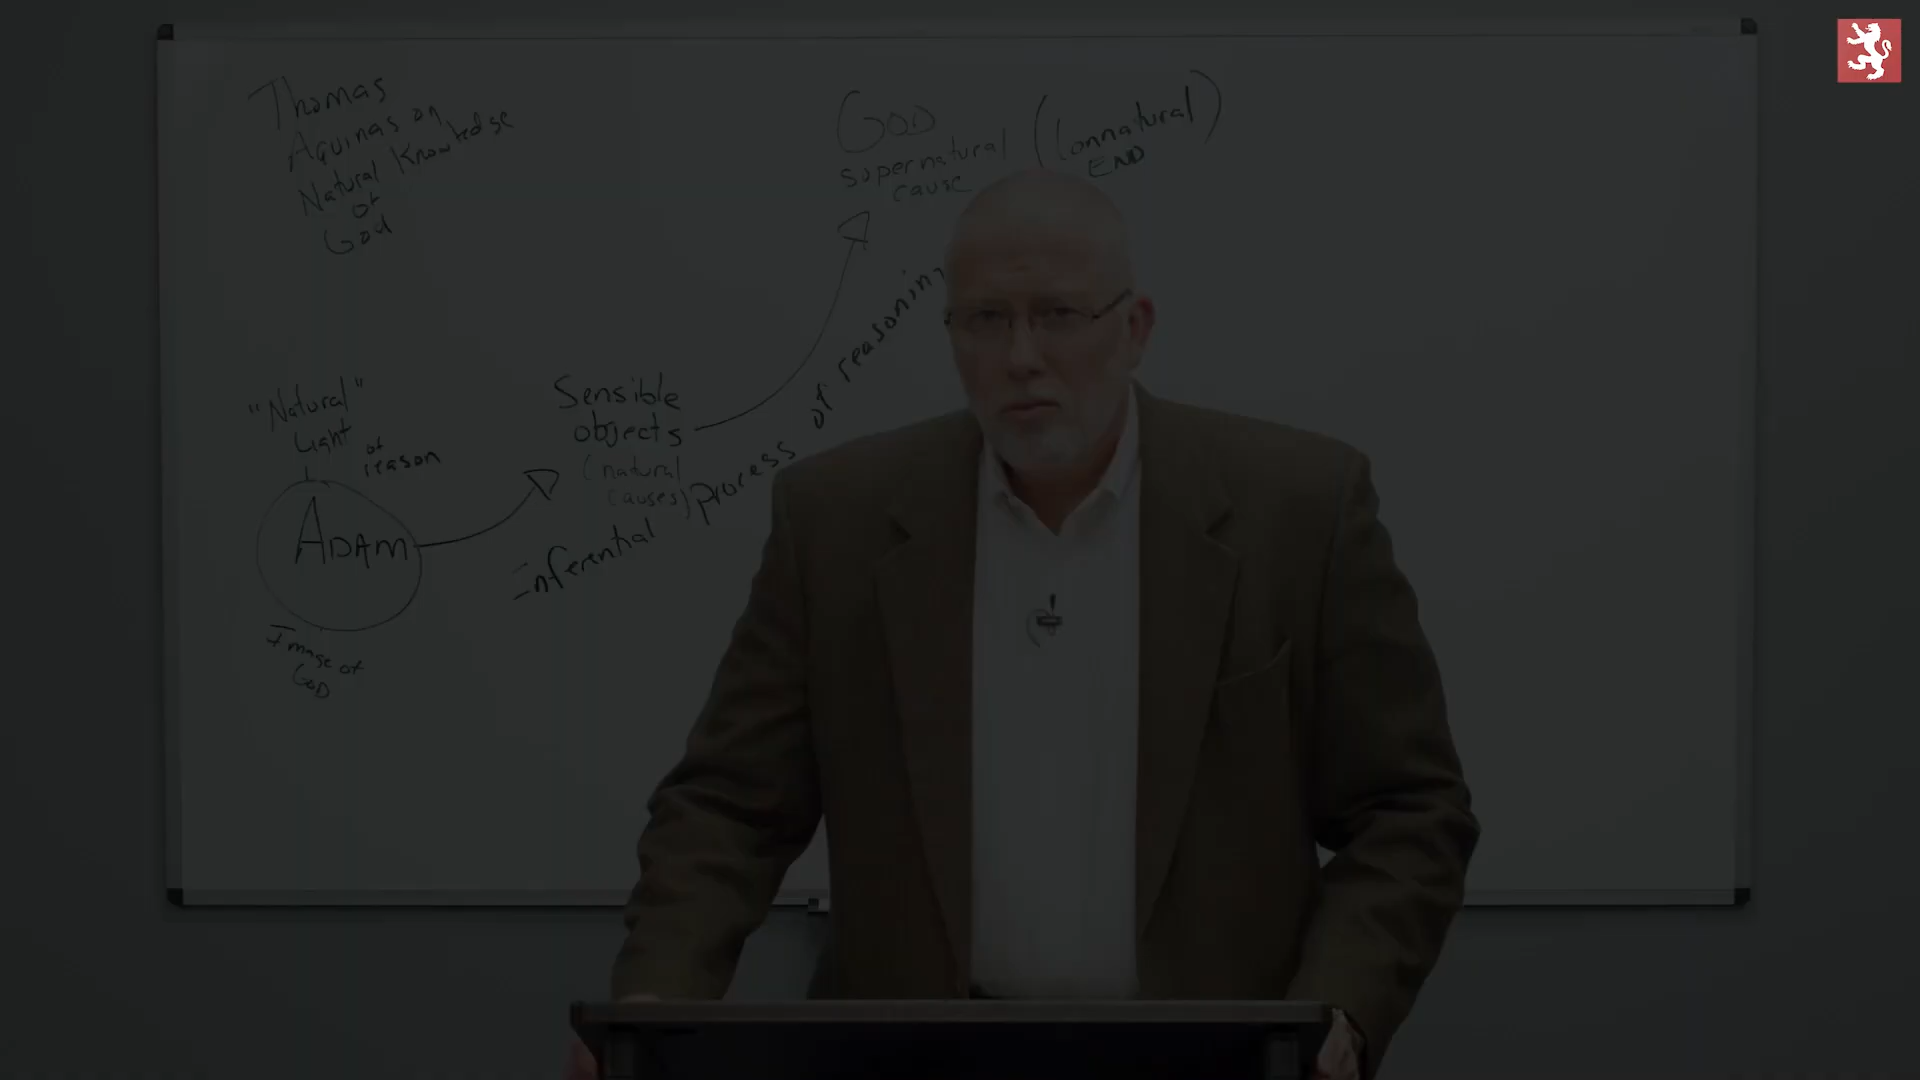 Thomas
Aquinas on
Natural Knowledge
of
God
GOD
supernatural
cause
(Connatural)
END
"Natural"
Light of
reason
ADAM
Image of
GOD
Sensible
objects
(natural
causes)
Inferential process of reasoning